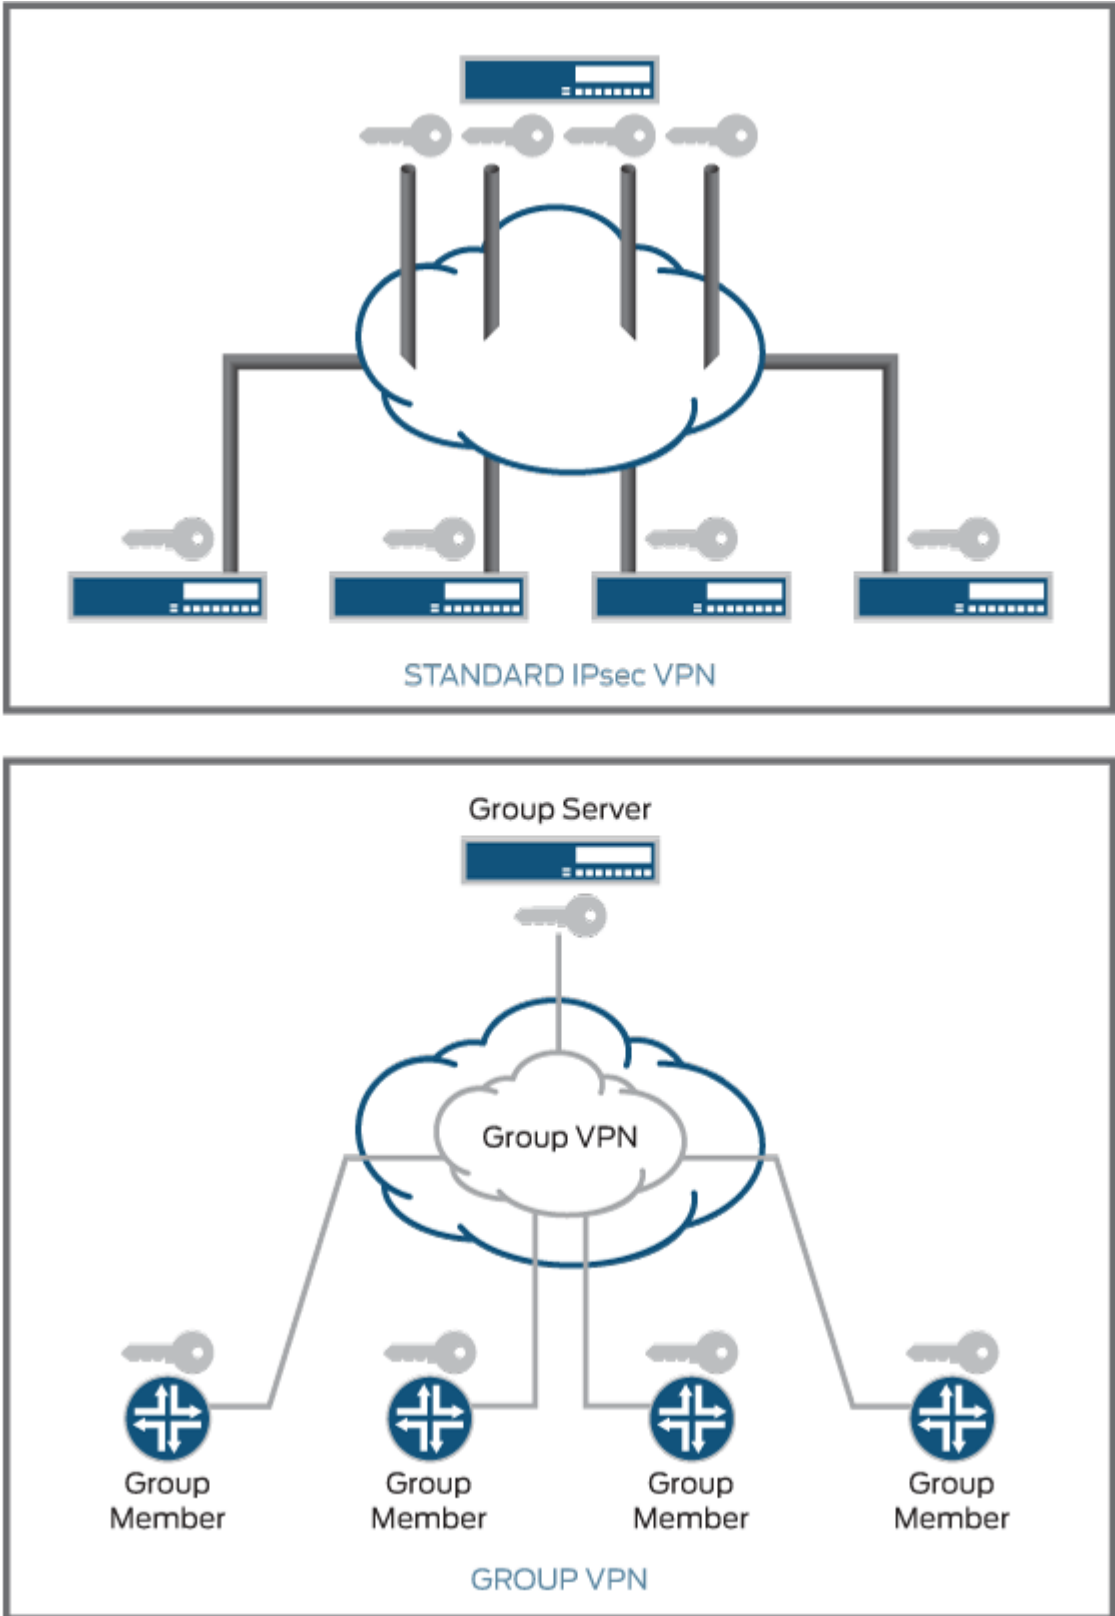 STANDARD IPsec VPN
Group Server
Group VPN
Group
Member
Group
Member
Group
Member
Group
Member
GROUP VPN